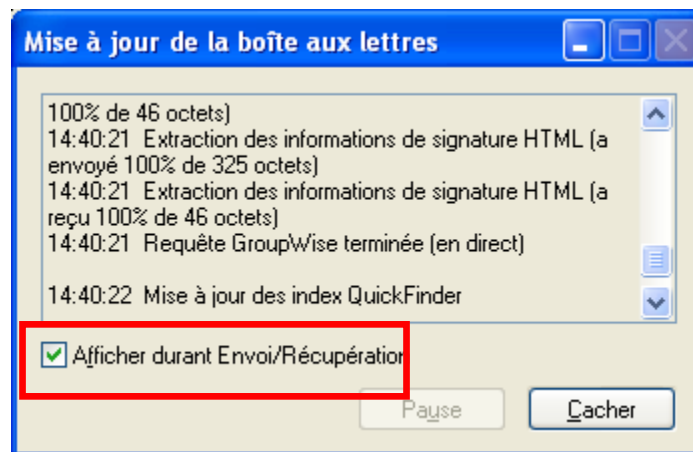 Mise à jour de la boîte aux lettres
100% de 46 octets)
14:40:21 Extraction des informations de signature HTML (a
envoyé 100% de 325 octets)
14:40:21 Extraction des informations de signature HTML (a
reçu 100% de 46 octets)
14:40:21 Requête GroupWise terminée (en direct)
14:40:22 Mise à jour des index QuickFinder
Afficher durant Envoi/Récupération
Pause
Cacher